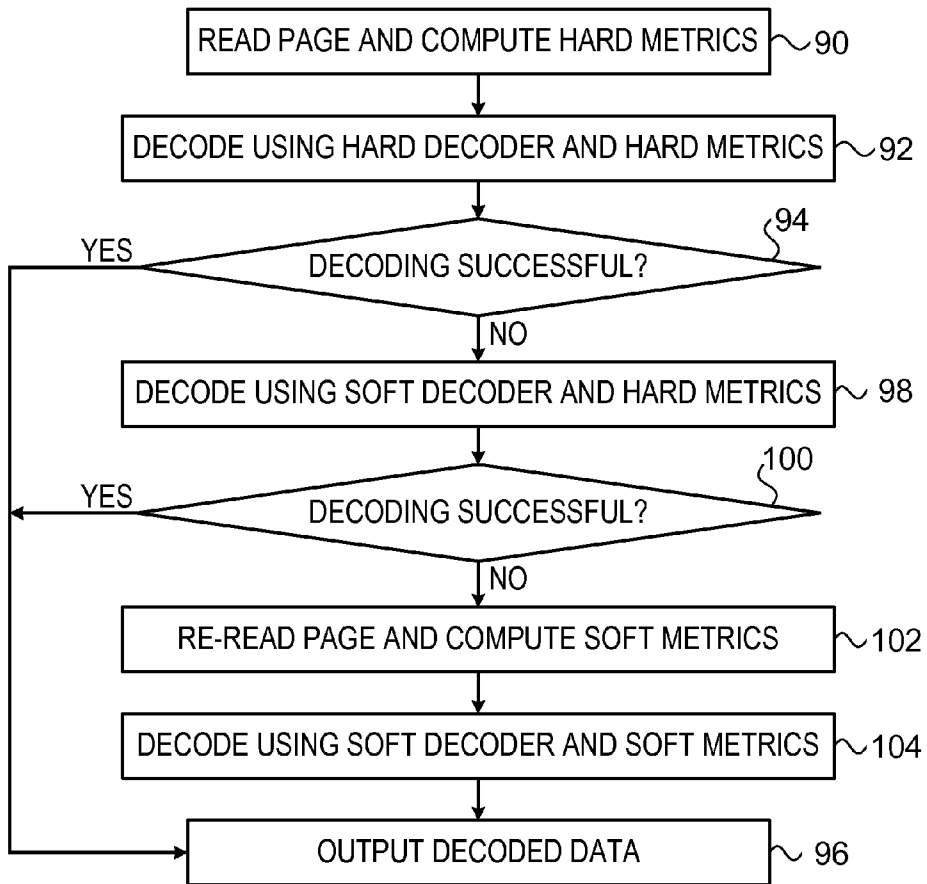 READ PAGE AND COMPUTE HARD METRICS 90
DECODE USING HARD DECODER AND HARD METRICS 92
94
YES
DECODING SUCCESSFUL?
NO
DECODE USING SOFT DECODER AND HARD METRICS 98
100
YES
DECODING SUCCESSFUL?
NO
RE-READ PAGE AND COMPUTE SOFT METRICS 102
DECODE USING SOFT DECODER AND SOFT METRICS 104
OUTPUT DECODED DATA 96